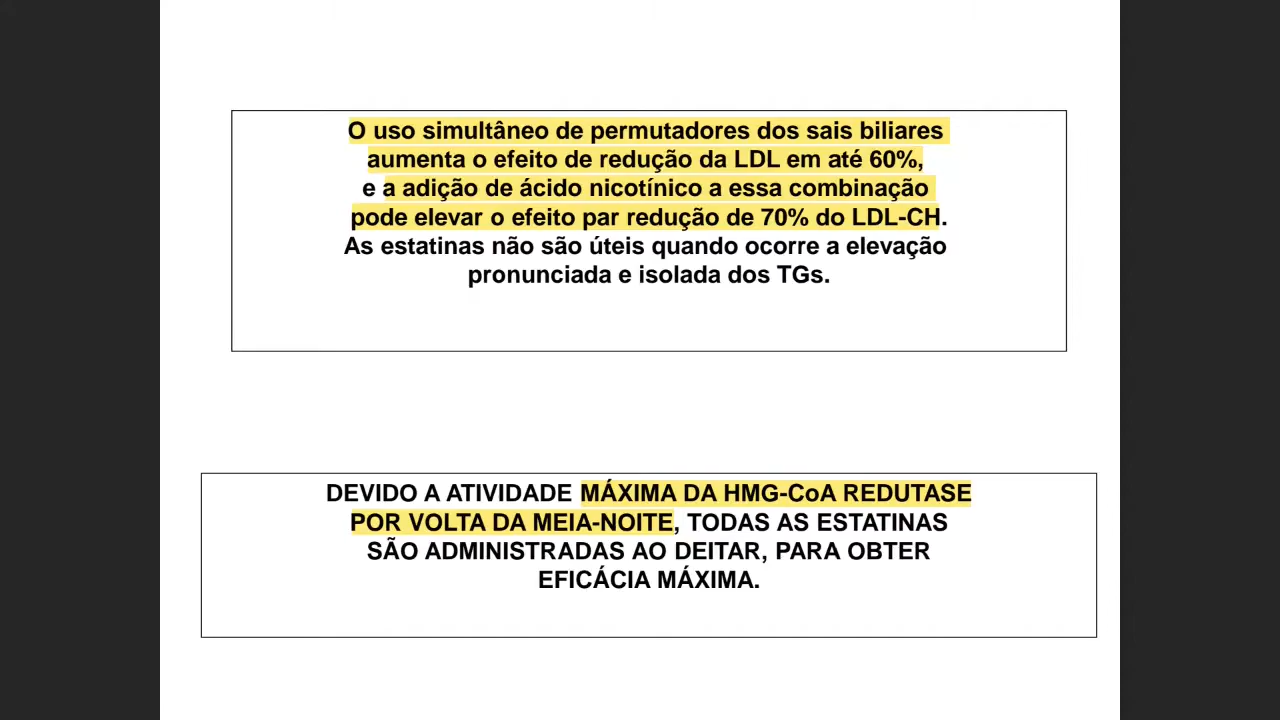 O uso simultâneo de permutadores dos sais biliares
aumenta o efeito de redução da LDL em até 60%,
e a adição de ácido nicotínico a essa combinação
pode elevar o efeito par redução de 70% do LDL-CH.
As estatinas não são úteis quando ocorre a elevação
pronunciada e isolada dos TGs.
DEVIDO A ATIVIDADE MÁXIMA DA HMG-CoA REDUTASE
POR VOLTA DA MEIA-NOITE, TODAS AS ESTATINAS
SÃO ADMINISTRADAS AO DEITAR, PARA OBTER
EFICÁCIA MÁXIMA.